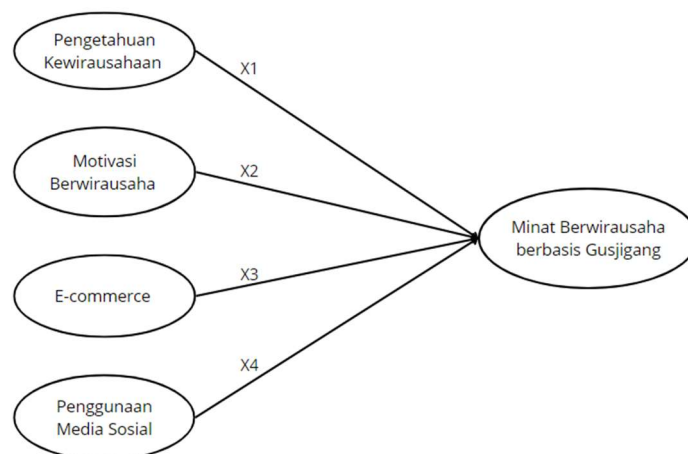 Pengetahuan
Kewirausahaan
X1
Motivasi
Berwirausaha
X2
Minat Berwirausaha
berbasis Gusjigang
E-commerce
X3
X4
Penggunaan
Media Sosial